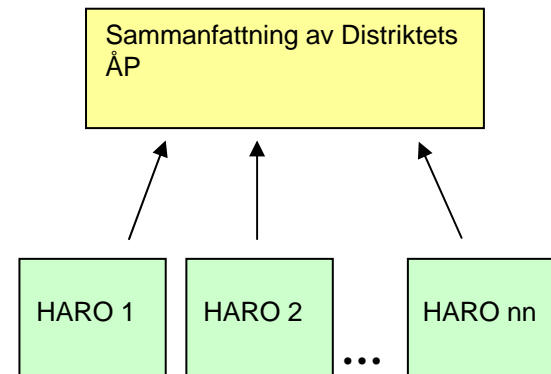 Sammanfattning av Distriktets
ÅP
HARO 1
HARO 2
...
HARO nn